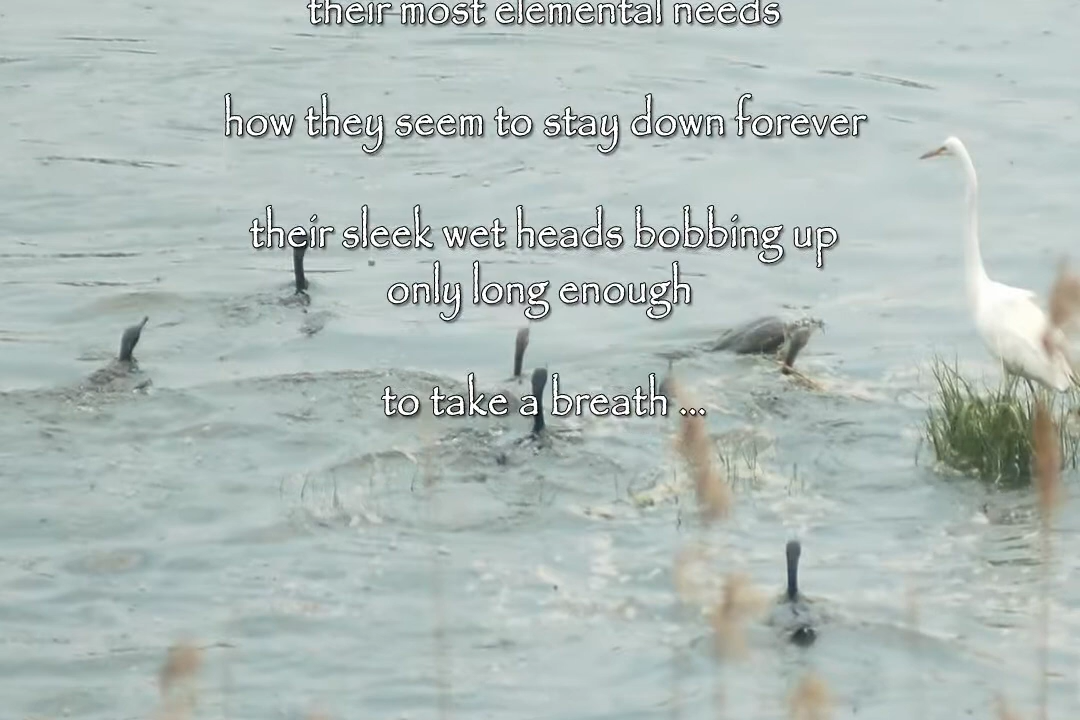 their most elemental needs
how they seem to stay down forever
their sleek wet heads bobbing up
only long enough
to take a breath ...